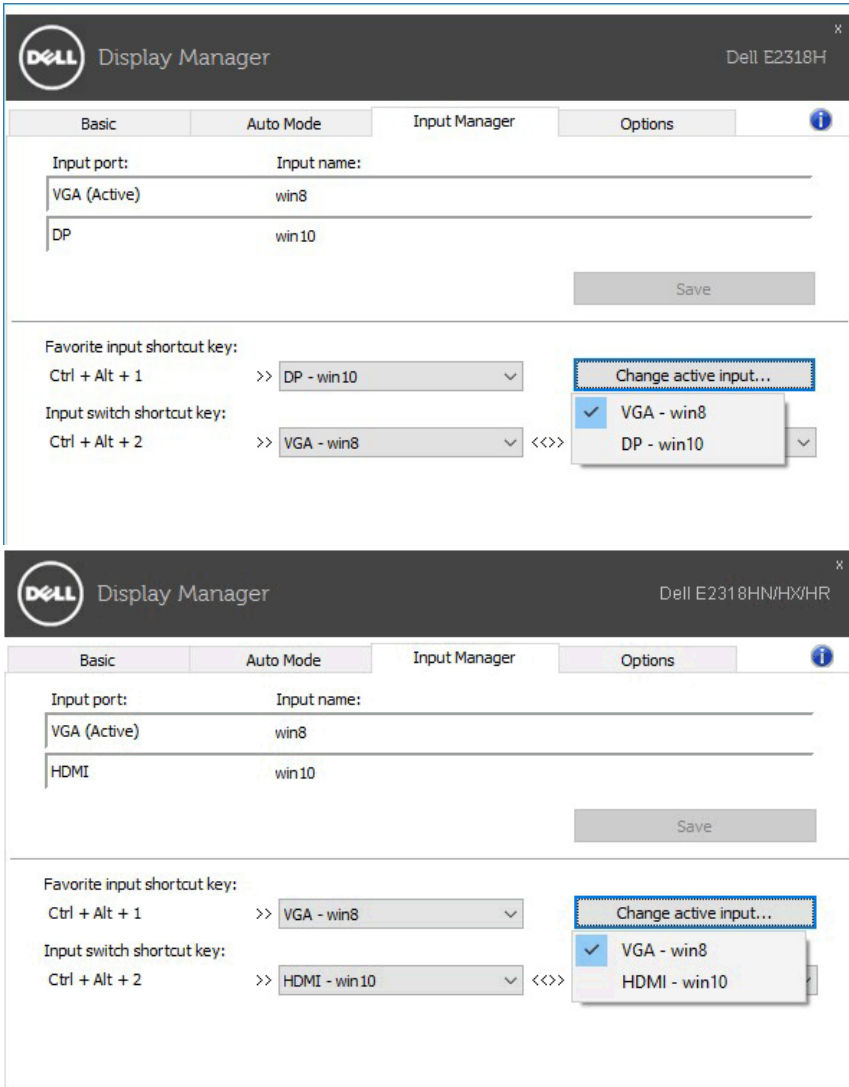 x
DELL Display Manager Dell E2318H
Basic Auto Mode Input Manager Options i
Input port: Input name:
VGA (Active) win8
DP win10
Save
Favorite input shortcut key:
Ctrl + Alt + 1 >> DP - win10 Change active input...
VGA - win8
Input switch shortcut key:
Ctrl + Alt + 2 >> VGA - win8 <<>> DP - win10
x
DELL Display Manager Dell E2318HN/HX/HR
Basic Auto Mode Input Manager Options i
Input port: Input name:
VGA (Active) win8
HDMI win10
Save
Favorite input shortcut key:
Ctrl + Alt + 1 >> VGA - win8 Change active input...
Input switch shortcut key: VGA - win8
Ctrl + Alt + 2 >> HDMI - win10 <<>> HDMI - win10